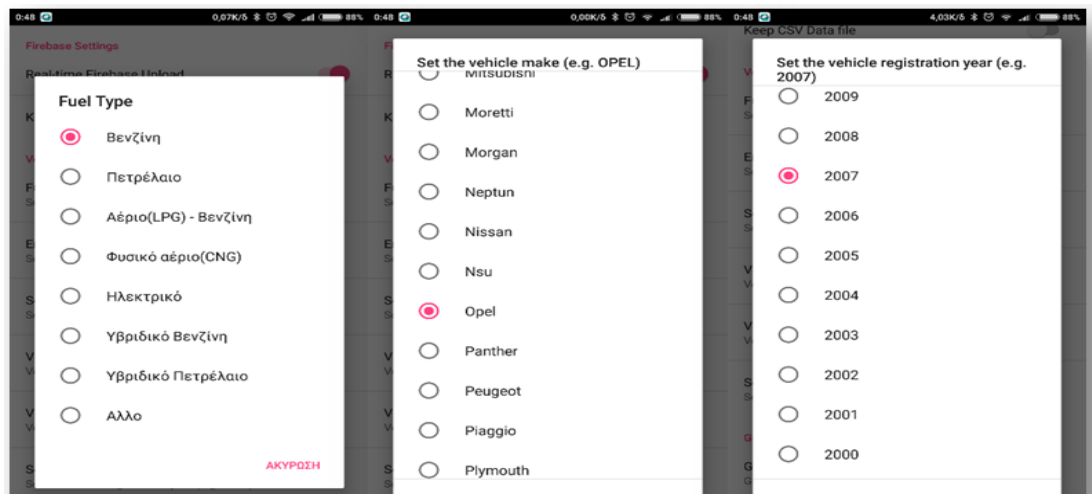 0:48
0,07K/δ
88%
Firebase Settings
Real-time Firebase Upload
Fuel Type
Βενζίνη
Πετρέλαιο
Αέριο(LPG) - Βενζίνη
Φυσικό αέριο(CNG)
Ηλεκτρικό
Υβριδικό Βενζίνη
Υβριδικό Πετρέλαιο
Αλλο
ΑΚΥΡΩΣΗ
0:48
0,00K/δ
88%
Set the vehicle make (e.g. OPEL)
Mitsubishi
Moretti
Morgan
Neptun
Nissan
Nsu
Opel
Panther
Peugeot
Piaggio
Plymouth
0:48
4,03K/δ
88%
Keep CSV Data file
Set the vehicle registration year (e.g.
2007)
2009
2008
2007
2006
2005
2004
2003
2002
2001
2000